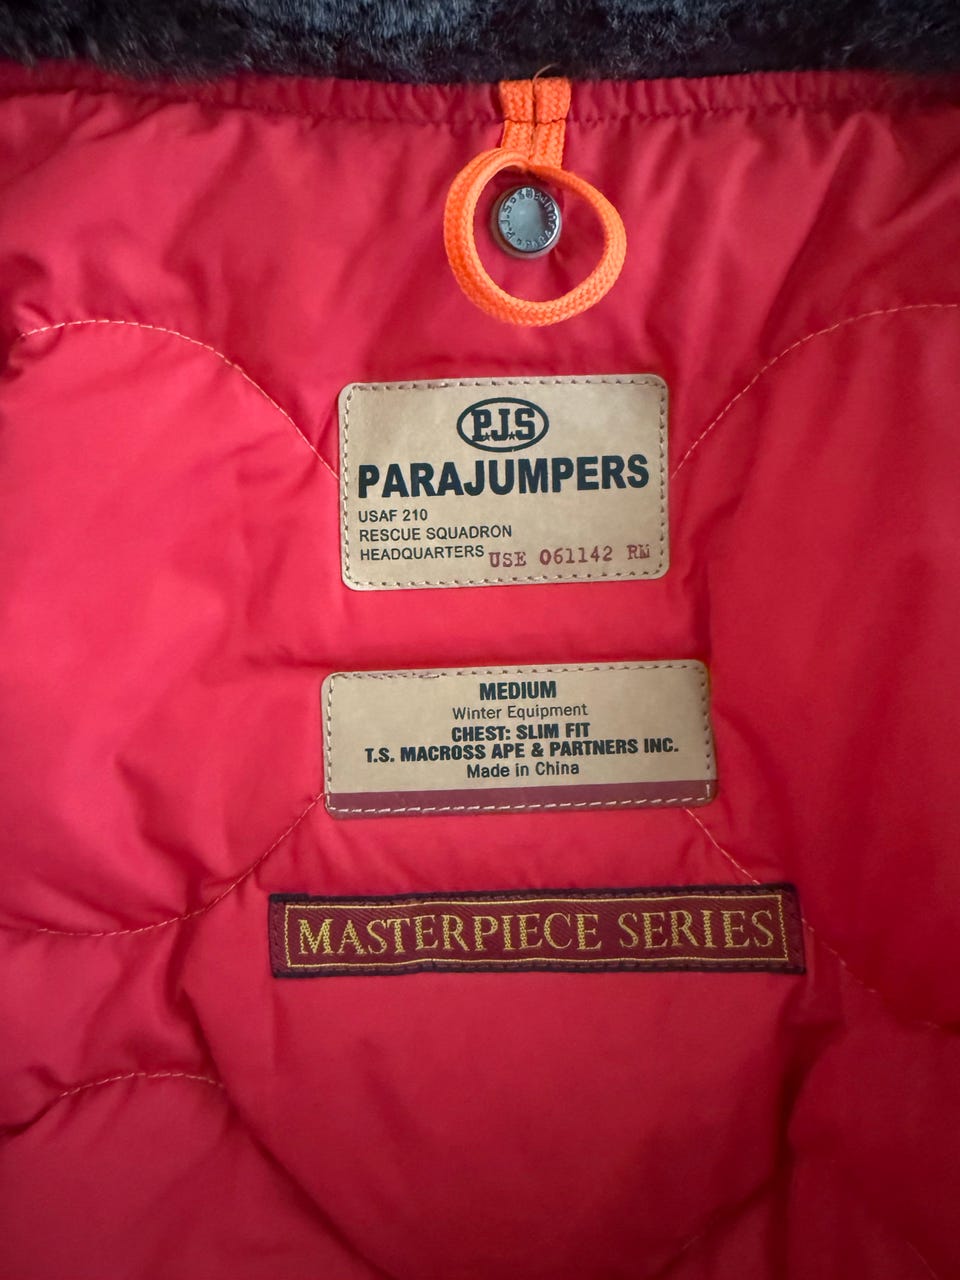 P.J.S
PARAJUMPERS
USAF 210
RESCUE SQUADRON
HEADQUARTERS USE 061142 RM
MEDIUM
Winter Equipment
CHEST: SLIM FIT
T.S. MACROSS APE & PARTNERS INC.
Made in China
MASTERPIECE SERIES